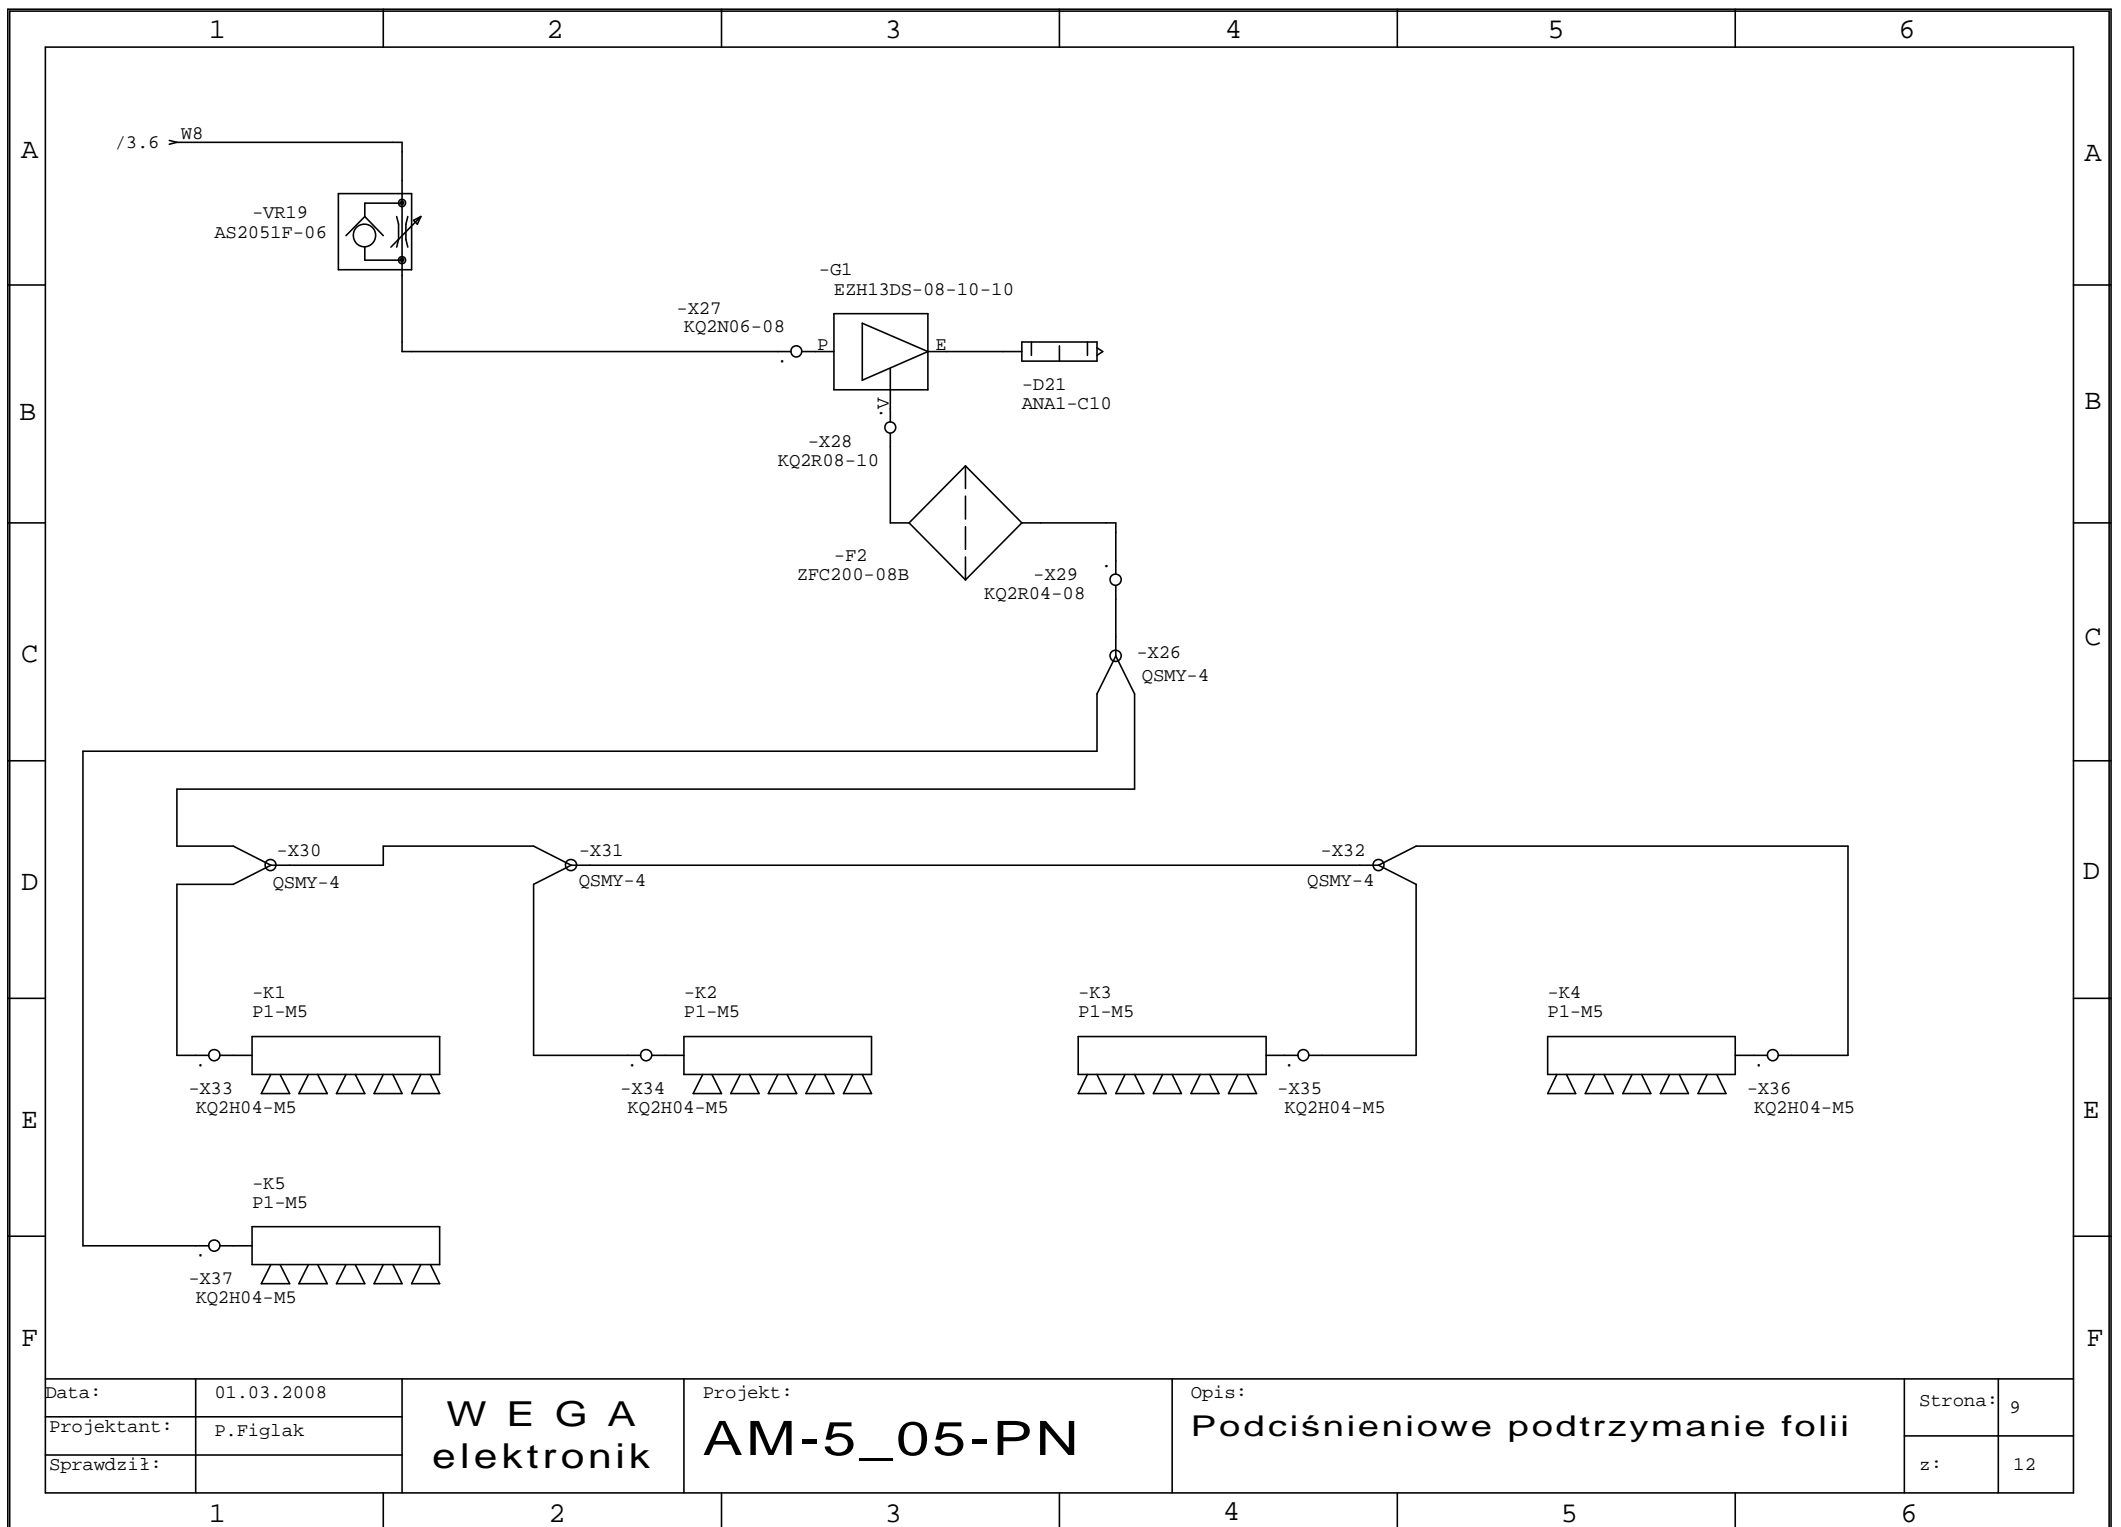 1 2 3 4 5 6
A A
/3.6 W8
-VR19
AS2051F-06
-G1
EZH13DS-08-10-10
-X27
KQ2N06-08
P E
.V
-D21
ANA1-C10
B B
-X28
KQ2R08-10
-F2
ZFC200-08B
-X29
KQ2R04-08
C C
-X26
QSMY-4
-X30
QSMY-4
-X31
QSMY-4
-X32
QSMY-4
D D
-K1
P1-M5
-K2
P1-M5
-K3
P1-M5
-K4
P1-M5
-X33
KQ2H04-M5
-X34
KQ2H04-M5
-X35
KQ2H04-M5
-X36
KQ2H04-M5
E E
-K5
P1-M5
-X37
KQ2H04-M5
F F
Data: 01.03.2008
Projektant: P.Figlak
Sprawdził:
W E G A
elektronik
Projekt:
AM-5_05-PN
Opis:
Podciśnieniowe podtrzymanie folii
Strona: 9
z: 12
1 2 3 4 5 6